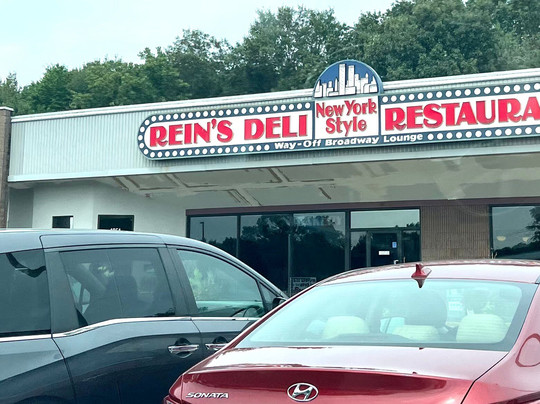 REIN'S DELI
New York
Style
RESTAURA
Way-Off Broadway Lounge
SONATA